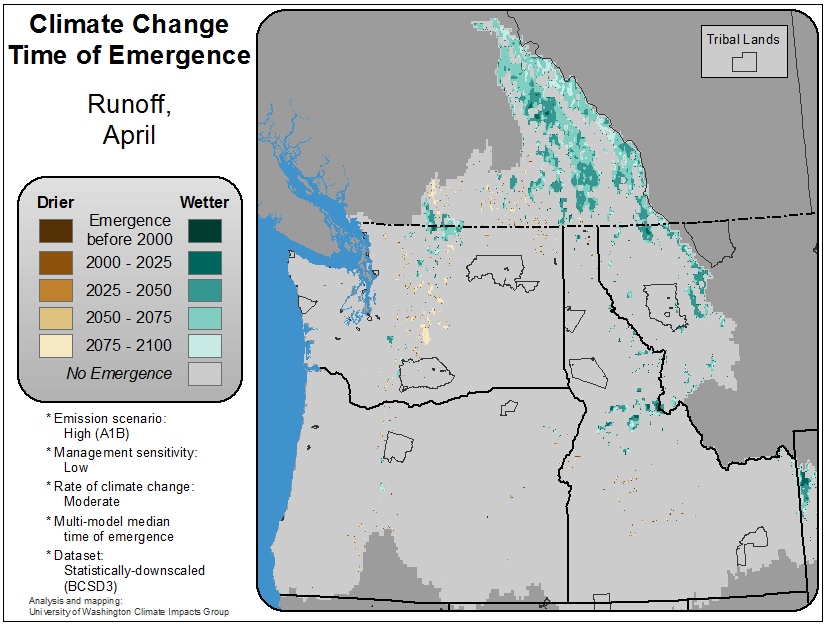 Climate Change
Time of Emergence
Runoff,
April
Drier
Wetter
Emergence
before 2000
2000 - 2025
2025 - 2050
2050 - 2075
2075 - 2100
No Emergence
* Emission scenario:
High (A1B)
* Management sensitivity:
Low
* Rate of climate change:
Moderate
* Multi-model median
time of emergence
* Dataset:
Statistically-downscaled
(BCSD3)
Analysis and mapping:
University of Washington Climate Impacts Group
Tribal Lands